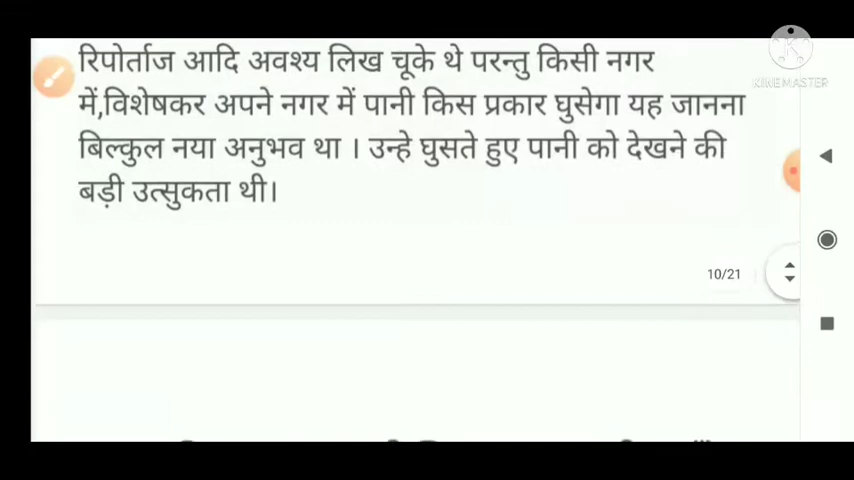 रिपोर्ताज आदि अवश्य लिख चूके थे परन्तु किसी नगर
में,विशेषकर अपने नगर में पानी किस प्रकार घुसेगा यह जानना
बिल्कुल नया अनुभव था । उन्हे घुसते हुए पानी को देखने की
बड़ी उत्सुकता थी।
10/21
KINEMASTER